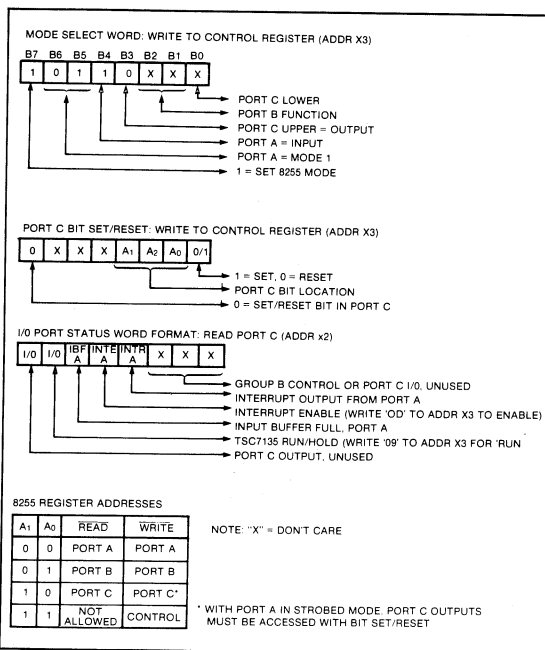 MODE SELECT WORD: WRITE TO CONTROL REGISTER (ADDR X3)
B7 B6 B5 B4 B3 B2 B1 B0
1 0 1 1 0 X X X
PORT C LOWER
PORT B FUNCTION
PORT C UPPER = OUTPUT
PORT A = INPUT
PORT A = MODE 1
1 = SET 8255 MODE
PORT C BIT SET/RESET: WRITE TO CONTROL REGISTER (ADDR X3)
0 X X X A1 A2 A0 0/1
1 = SET, 0 = RESET
PORT C BIT LOCATION
0 = SET/RESET BIT IN PORT C
I/O PORT STATUS WORD FORMAT: READ PORT C (ADDR x2)
I/O I/O IBF A INTE A INTR A X X X
GROUP B CONTROL OR PORT C I/O, UNUSED
INTERRUPT OUTPUT FROM PORT A
INTERRUPT ENABLE (WRITE 'OD' TO ADDR X3 TO ENABLE)
INPUT BUFFER FULL, PORT A
TSC7135 RUN/HOLD (WRITE '09' TO ADDR X3 FOR 'RUN
PORT C OUTPUT, UNUSED
8255 REGISTER ADDRESSES
A1 A0 READ WRITE
NOTE: "X" = DON'T CARE
0 0 PORT A PORT A
0 1 PORT B PORT B
1 0 PORT C PORT C*
1 1 NOT ALLOWED CONTROL
* WITH PORT A IN STROBED MODE, PORT C OUTPUTS
MUST BE ACCESSED WITH BIT SET/RESET